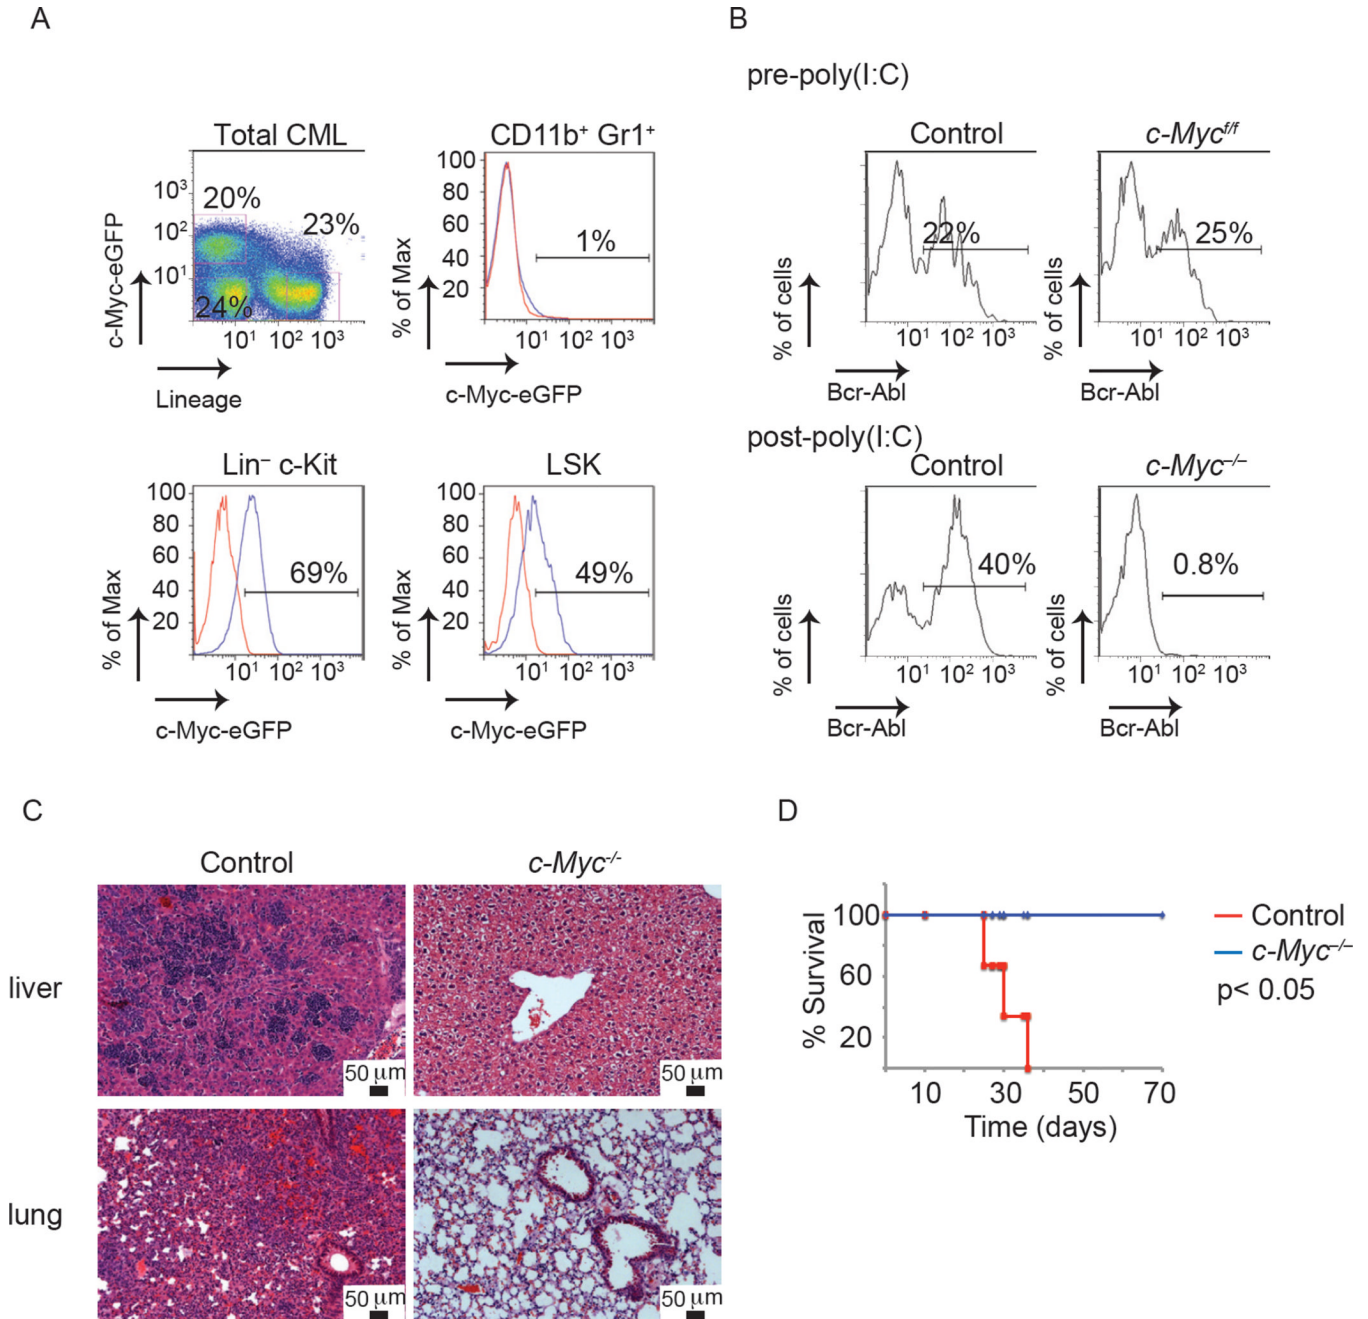 A
Total CML
c-Myc-eGFP
10³
10²
10¹
20%
23%
24%
10¹ 10² 10³
Lineage
CD11b⁺ Gr1⁺
% of Max
100
80
60
40
20
1%
10¹ 10² 10³
c-Myc-eGFP
Lin⁻ c-Kit
% of Max
100
80
60
40
20
69%
10¹ 10² 10³
c-Myc-eGFP
LSK
% of Max
100
80
60
40
20
49%
10¹ 10² 10³
c-Myc-eGFP
B
pre-poly(I:C)
Control
% of cells
22%
10¹ 10² 10³
Bcr-Abl
c-Mycᶠ/ᶠ
% of cells
25%
10¹ 10² 10³
Bcr-Abl
post-poly(I:C)
Control
% of cells
40%
10¹ 10² 10³
Bcr-Abl
c-Myc⁻/⁻
% of cells
0.8%
10¹ 10² 10³
Bcr-Abl
C
Control
c-Myc⁻/⁻
liver
50 µm
50 µm
lung
50 µm
50 µm
D
% Survival
100
60
20
10 30 50 70
Time (days)
Control
c-Myc⁻/⁻
p< 0.05